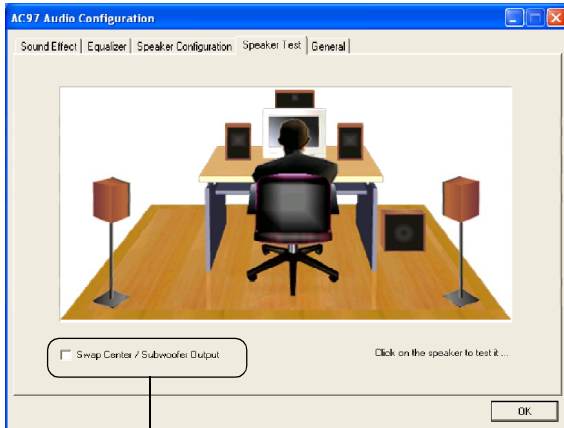 AC97 Audio Configuration
Sound Effect Equalizer Speaker Configuration Speaker Test General
Swap Center / Subwoofer Output
Click on the speaker to test it ...
OK